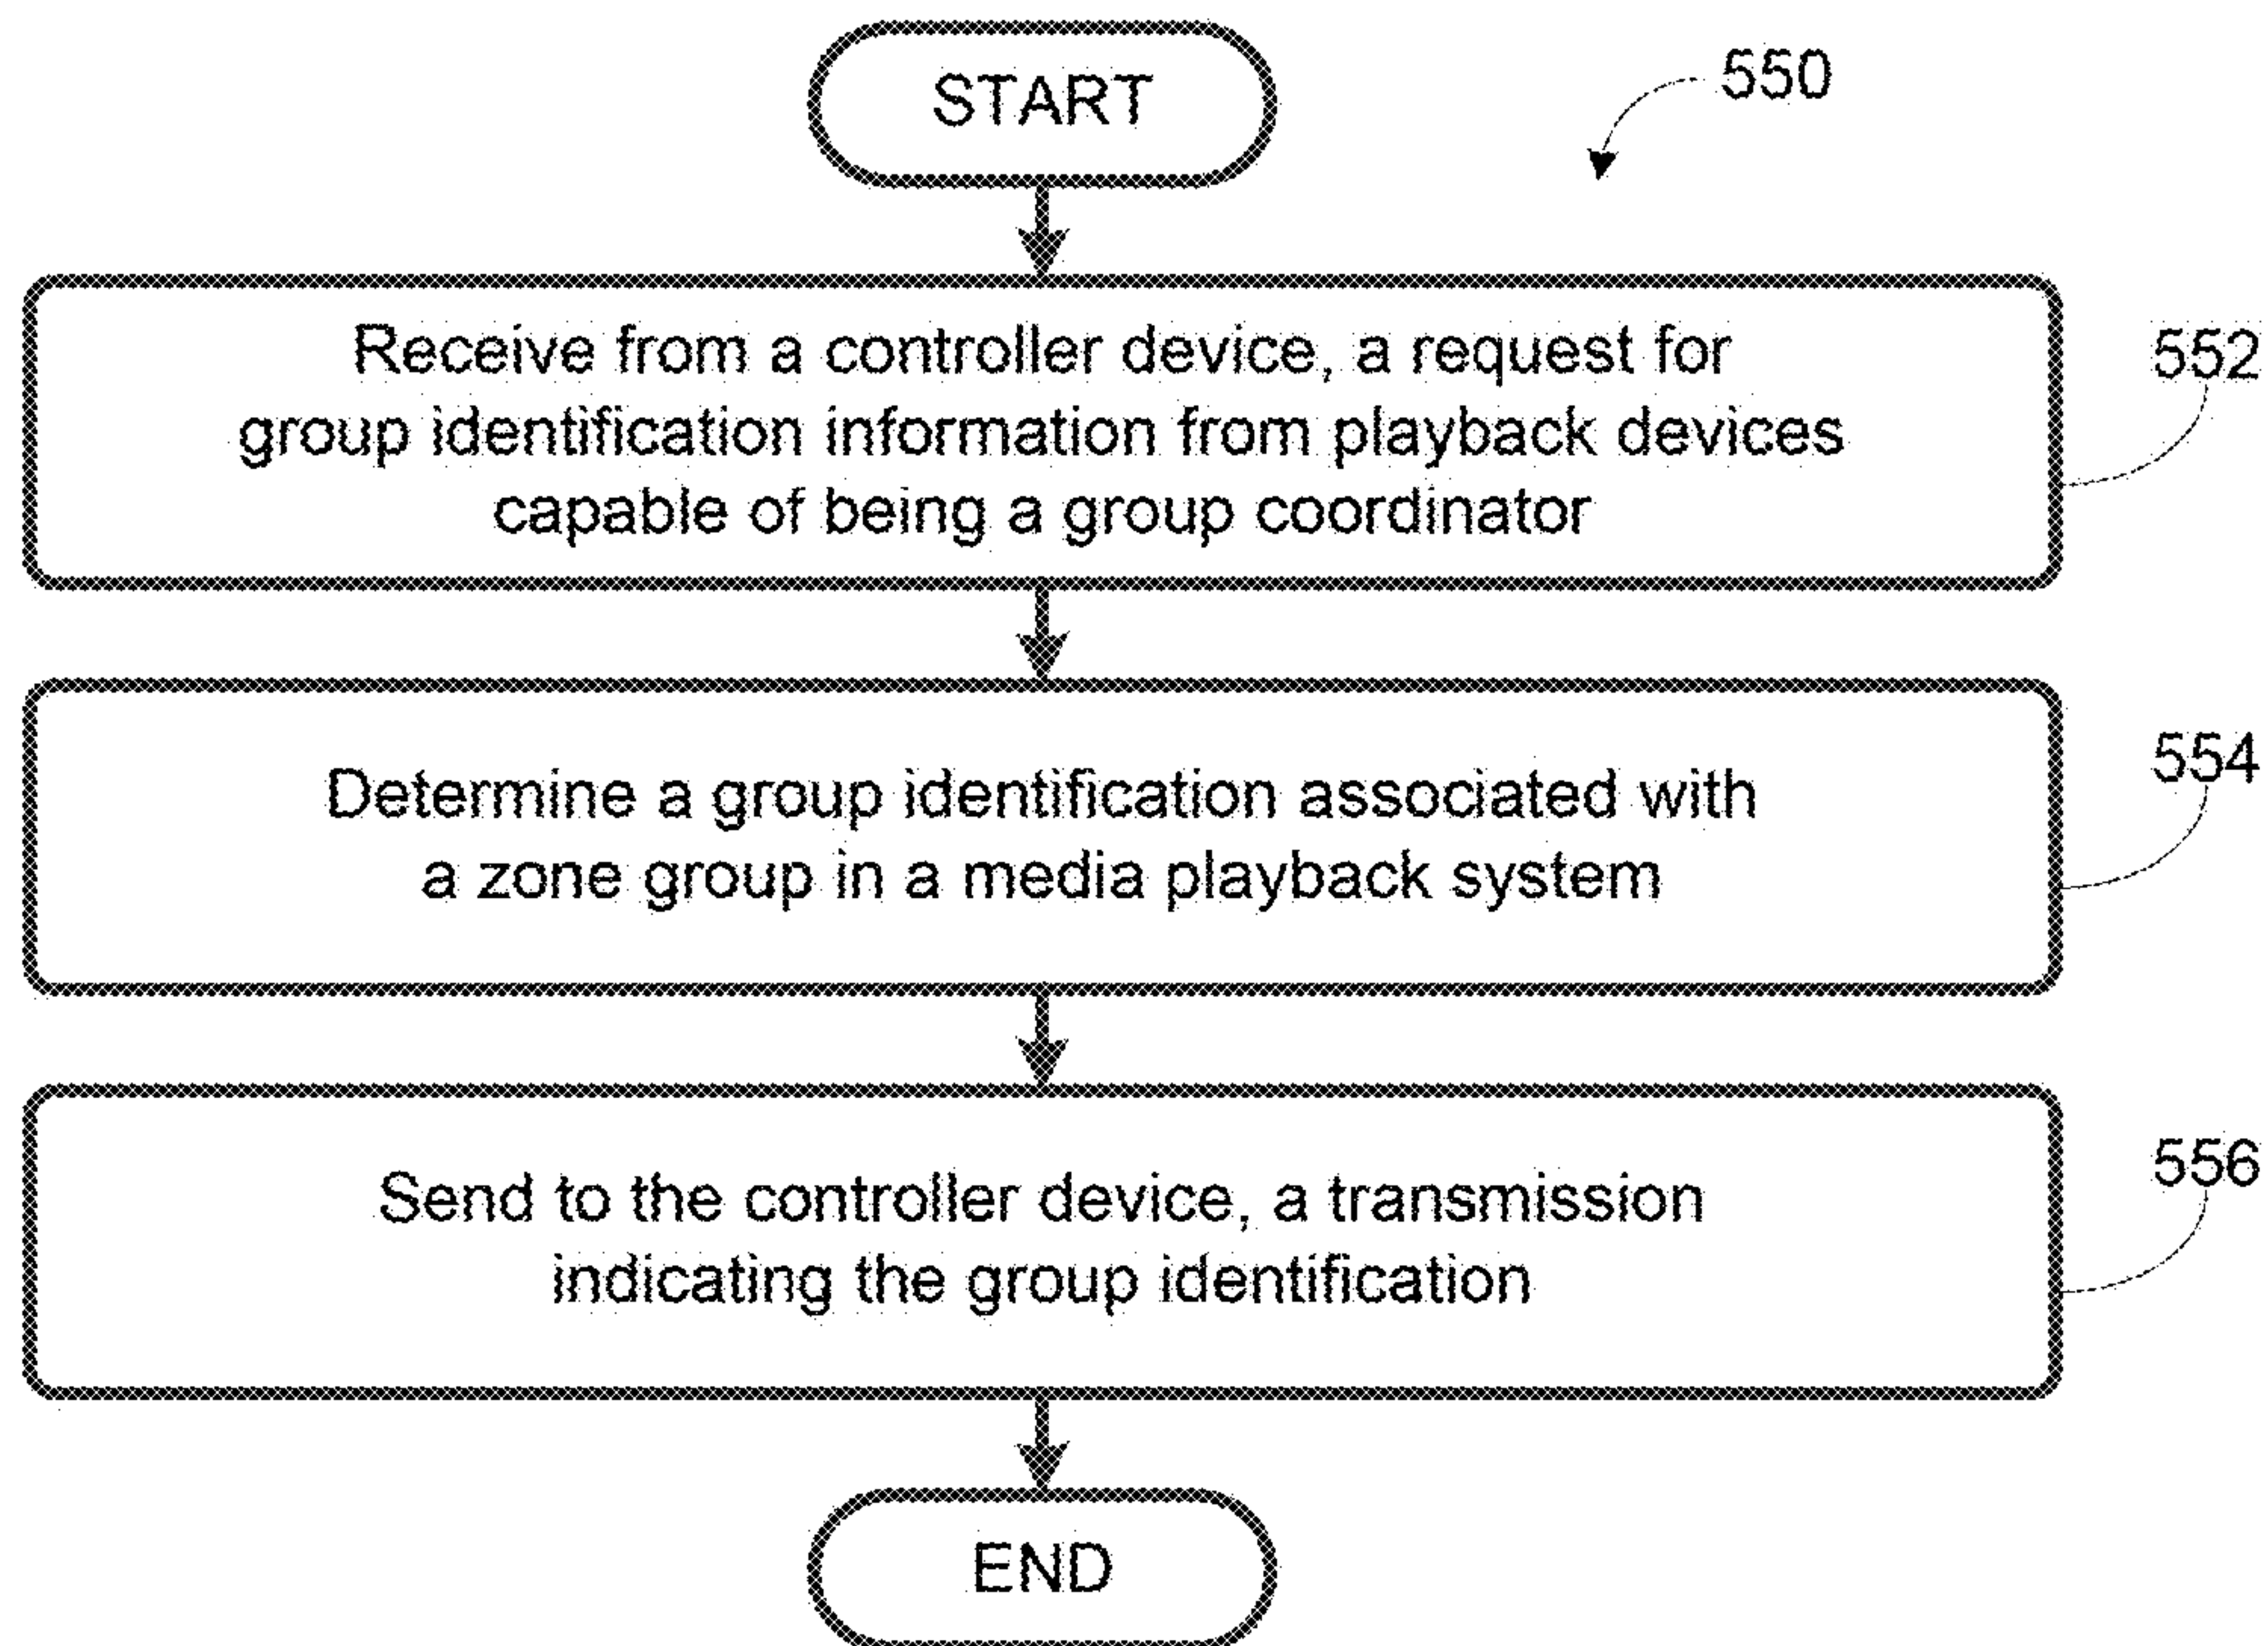 START
550
Receive from a controller device, a request for
group identification information from playback devices
capable of being a group coordinator
552
Determine a group identification associated with
a zone group in a media playback system
554
Send to the controller device, a transmission
indicating the group identification
556
END